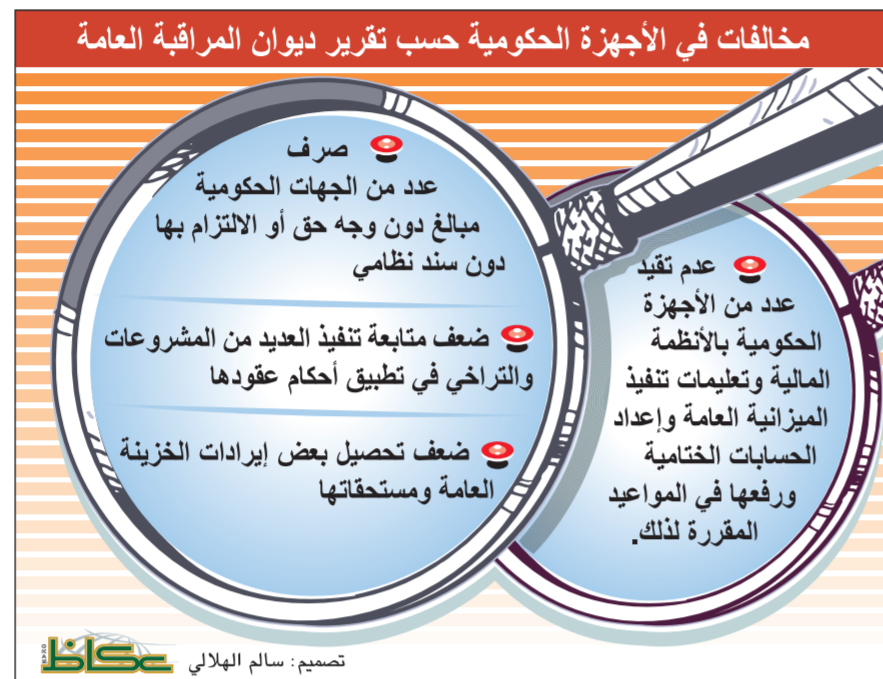 مخالفات في الأجهزة الحكومية حسب تقرير ديوان المراقبة العامة
عدم تقيد
عدد من الأجهزة
الحكومية بالأنظمة
المالية وتعليمات تنفيذ
الميزانية العامة وإعداد
الحسابات الختامية
ورفعها في المواعيد
المقررة لذلك.
صرف
عدد من الجهات الحكومية
مبالغ دون وجه حق أو الالتزام بها
دون سند نظامي
ضعف متابعة تنفيذ العديد من المشروعات
والتراخي في تطبيق أحكام عقودها
ضعف تحصيل بعض إيرادات الخزينة
العامة ومستحقاتها
تصميم: سالم الهلالي
عكاظ